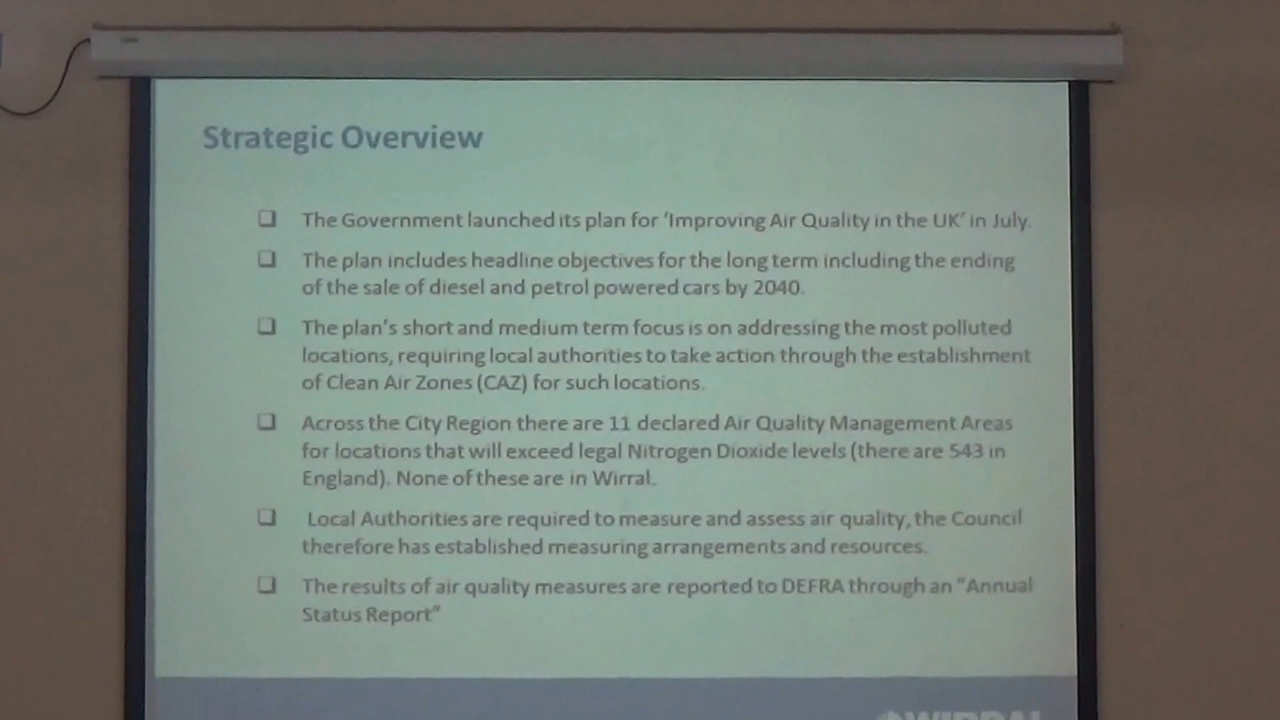 Strategic Overview
❑ The Government launched its plan for 'Improving Air Quality in the UK' in July.
❑ The plan includes headline objectives for the long term including the ending
of the sale of diesel and petrol powered cars by 2040.
❑ The plan's short and medium term focus is on addressing the most polluted
locations, requiring local authorities to take action through the establishment
of Clean Air Zones (CAZ) for such locations.
❑ Across the City Region there are 11 declared Air Quality Management Areas
for locations that will exceed legal Nitrogen Dioxide levels (there are 543 in
England). None of these are in Wirral.
❑ Local Authorities are required to measure and assess air quality, the Council
therefore has established measuring arrangements and resources.
❑ The results of air quality measures are reported to DEFRA through an "Annual
Status Report"
WIRRAL